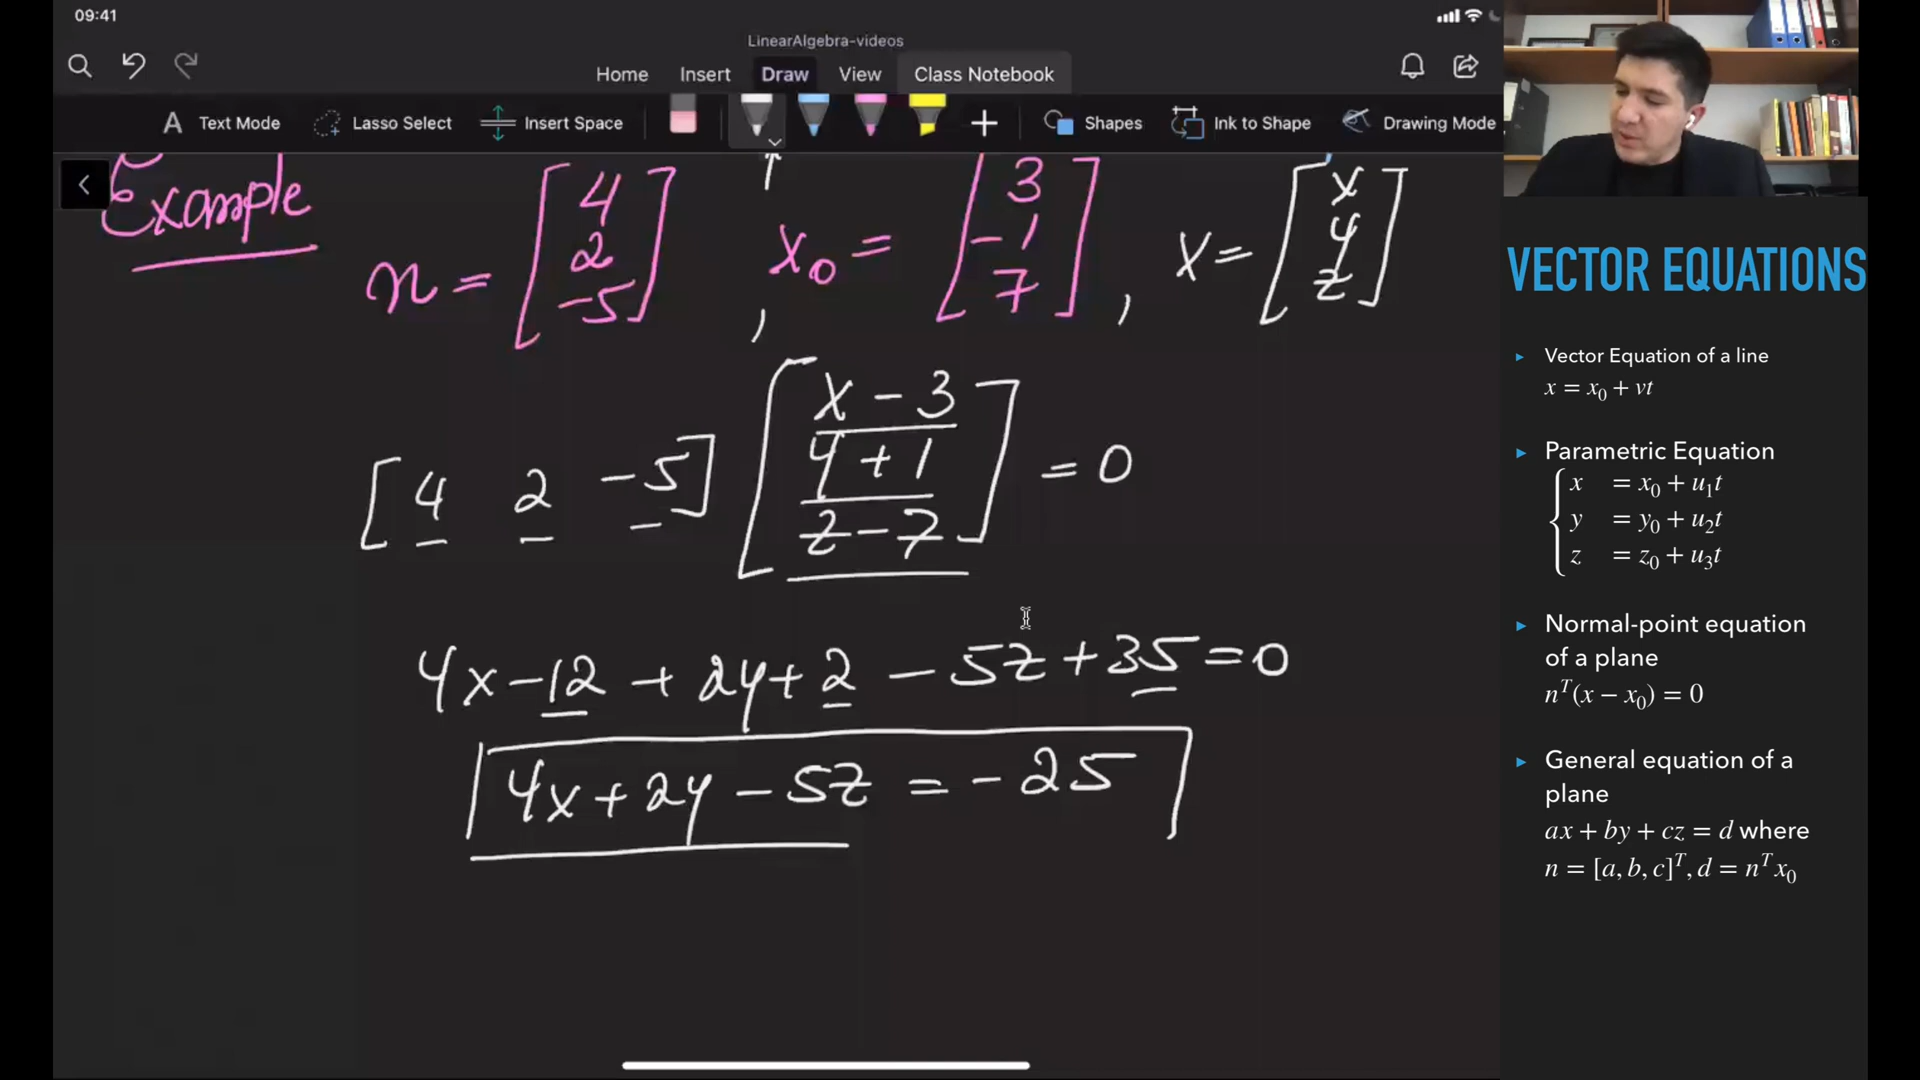 09:41
LinearAlgebra-videos
Home Insert Draw View Class Notebook
Text Mode Lasso Select Insert Space Shapes Ink to Shape Drawing Mode
Example
n = [4 2 -5] , x₀ = [3 -1 7] , x = [x y z]
[4 2 -5] [x - 3 y + 1 z - 7] = 0
4x - 12 + 2y + 2 - 5z + 35 = 0
4x + 2y - 5z = -25
VECTOR EQUATIONS
▸ Vector Equation of a line
x = x₀ + vt
▸ Parametric Equation
x = x₀ + u₁t
y = y₀ + u₂t
z = z₀ + u₃t
▸ Normal-point equation
of a plane
nᵀ(x − x₀) = 0
▸ General equation of a
plane
ax + by + cz = d where
n = [a, b, c]ᵀ, d = nᵀx₀